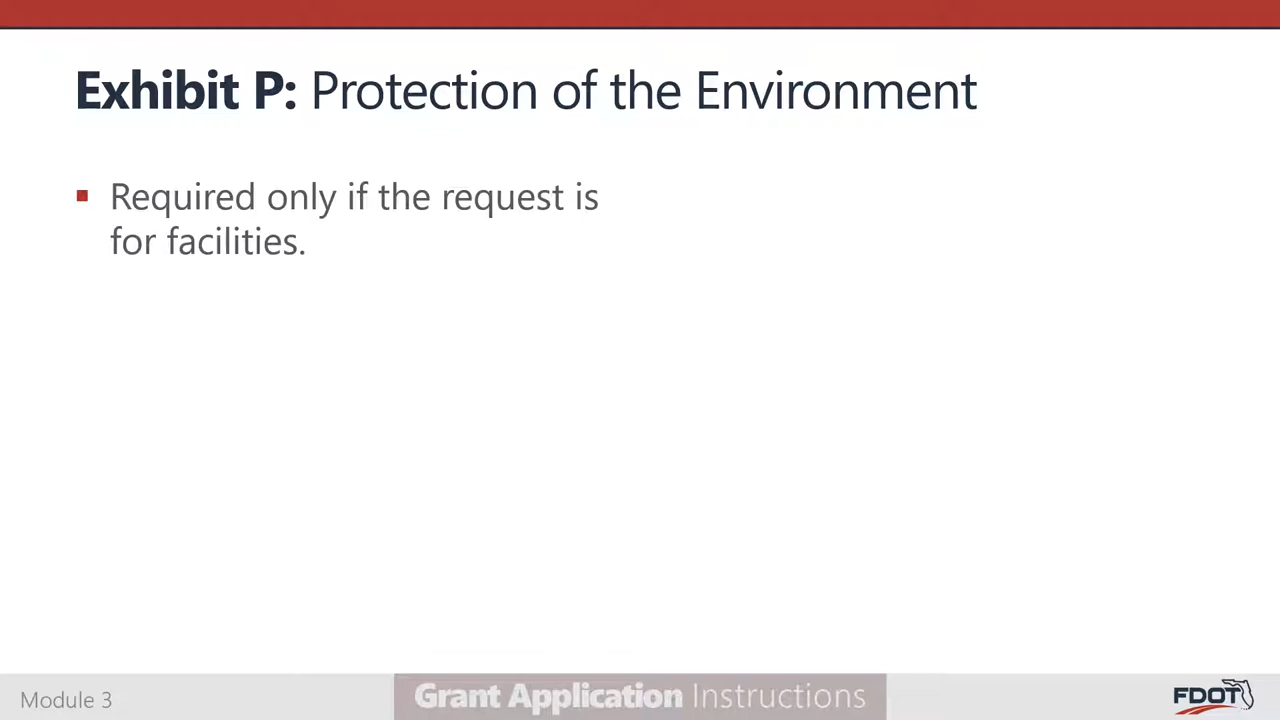 Exhibit P: Protection of the Environment
Required only if the request is
for facilities.
Module 3
Grant Application Instructions
FDOT